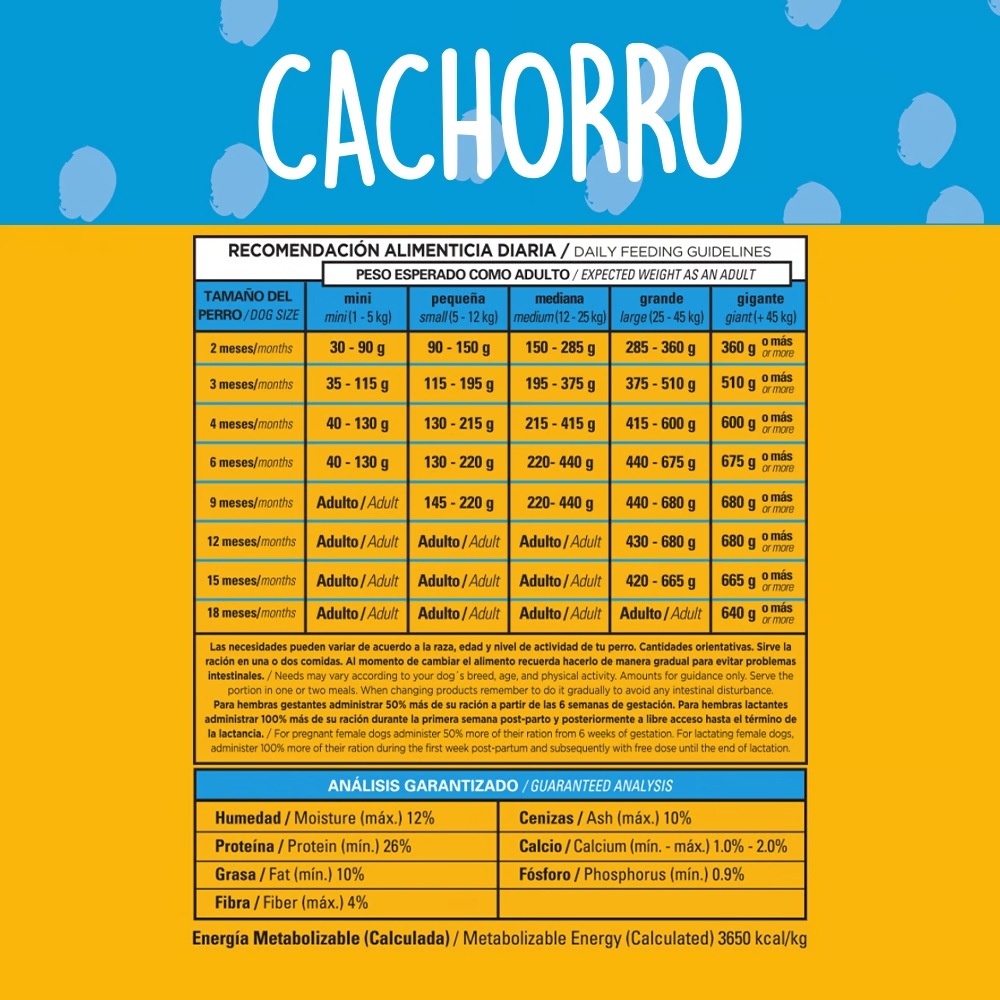 CACHORRO
RECOMENDACIÓN ALIMENTICIA DIARIA / DAILY FEEDING GUIDELINES
PESO ESPERADO COMO ADULTO / EXPECTED WEIGHT AS AN ADULT
TAMAÑO DEL PERRO / DOG SIZE mini mini (1 - 5 kg) pequeña small (5 - 12 kg) mediana medium (12 - 25 kg) grande large (25 - 45 kg) gigante giant (+ 45 kg)
2 meses/months 30 - 90 g 90 - 150 g 150 - 285 g 285 - 360 g 360 g o más or more
3 meses/months 35 - 115 g 115 - 195 g 195 - 375 g 375 - 510 g 510 g o más or more
4 meses/months 40 - 130 g 130 - 215 g 215 - 415 g 415 - 600 g 600 g o más or more
6 meses/months 40 - 130 g 130 - 220 g 220- 440 g 440 - 675 g 675 g o más or more
9 meses/months Adulto / Adult 145 - 220 g 220- 440 g 440 - 680 g 680 g o más or more
12 meses/months Adulto / Adult Adulto / Adult Adulto / Adult 430 - 680 g 680 g o más or more
15 meses/months Adulto / Adult Adulto / Adult Adulto / Adult 420 - 665 g 665 g o más or more
18 meses/months Adulto / Adult Adulto / Adult Adulto / Adult Adulto / Adult 640 g o más or more
Las necesidades pueden variar de acuerdo a la raza, edad y nivel de actividad de tu perro. Cantidades orientativas. Sirve la
ración en una o dos comidas. Al momento de cambiar el alimento recuerda hacerlo de manera gradual para evitar problemas
intestinales. / Needs may vary according to your dog´s breed, age, and physical activity. Amounts for guidance only. Serve the
portion in one or two meals. When changing products remember to do it gradually to avoid any intestinal disturbance.
Para hembras gestantes administrar 50% más de su ración a partir de las 6 semanas de gestación. Para hembras lactantes
administrar 100% más de su ración durante la primera semana post-parto y posteriormente a libre acceso hasta el término de
la lactancia. / For pregnant female dogs administer 50% more of their ration from 6 weeks of gestation. For lactating female dogs,
administer 100% more of their ration during the first week post-partum and subsequently with free dose until the end of lactation.
ANÁLISIS GARANTIZADO / GUARANTEED ANALYSIS
Humedad / Moisture (máx.) 12% Cenizas / Ash (máx.) 10%
Proteína / Protein (mín.) 26% Calcio / Calcium (mín. - máx.) 1.0% - 2.0%
Grasa / Fat (mín.) 10% Fósforo / Phosphorus (mín.) 0.9%
Fibra / Fiber (máx.) 4%
Energía Metabolizable (Calculada) / Metabolizable Energy (Calculated) 3650 kcal/kg